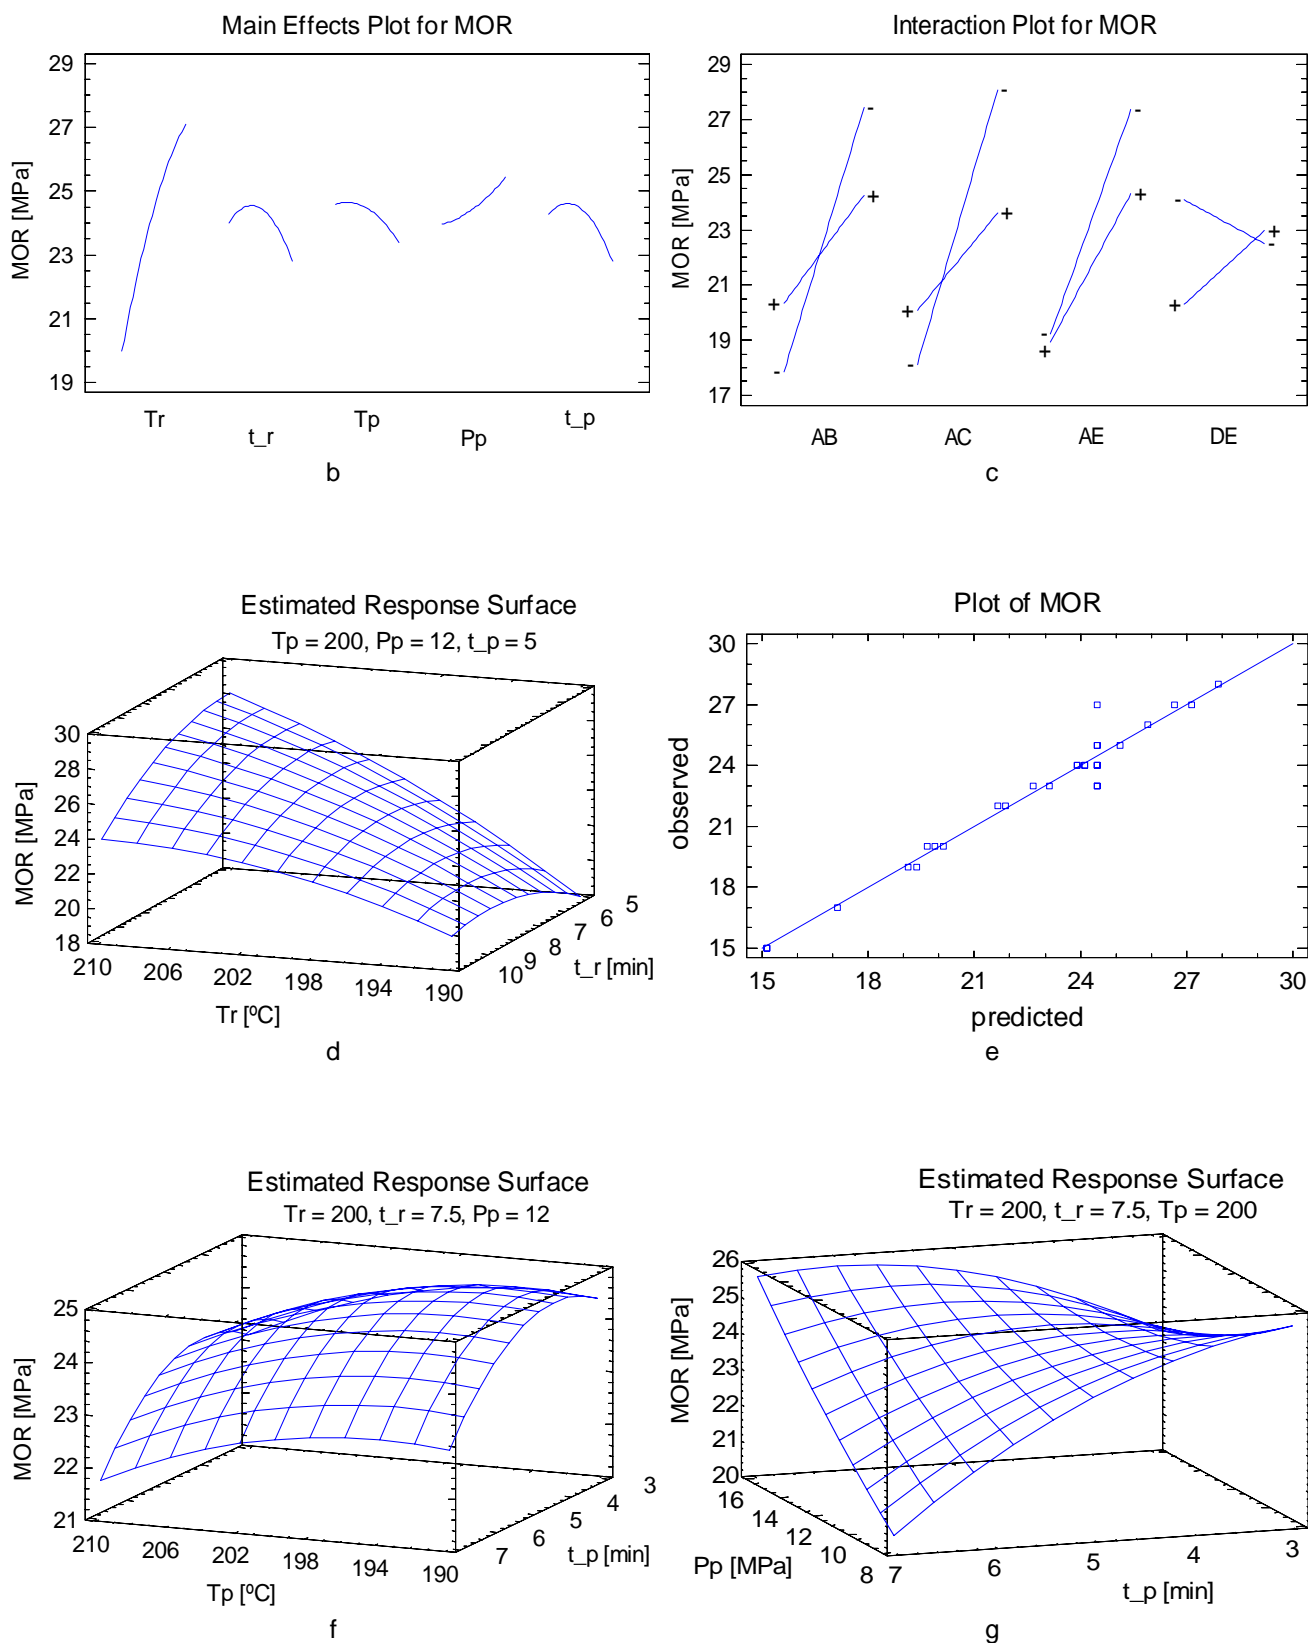 Main Effects Plot for MOR
MOR [MPa]
29
27
25
23
21
19
Tr
t_r
Tp
Pp
t_p
b
Interaction Plot for MOR
MOR [MPa]
29
27
25
23
21
19
17
-
+
+
-
-
+
+
-
-
+
-
+
-
+
+
-
AB
AC
AE
DE
c
Estimated Response Surface
Tp = 200, Pp = 12, t_p = 5
MOR [MPa]
30
28
26
24
22
20
18
210
206
202
198
194
190
Tr [ºC]
10
9
8
7
6
5
t_r [min]
d
Plot of MOR
observed
30
27
24
21
18
15
15
18
21
24
27
30
predicted
e
Estimated Response Surface
Tr = 200, t_r = 7.5, Pp = 12
MOR [MPa]
25
24
23
22
21
210
206
202
198
194
190
Tp [ºC]
7
6
5
4
3
t_p [min]
f
Estimated Response Surface
Tr = 200, t_r = 7.5, Tp = 200
MOR [MPa]
26
25
24
23
22
21
20
16
14
12
10
8
Pp [MPa]
7
6
5
4
3
t_p [min]
g